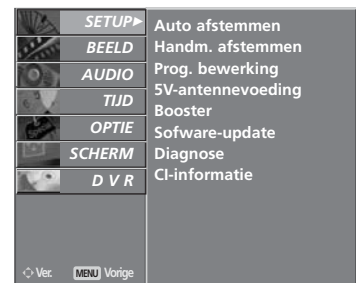 SETUP
BEELD
AUDIO
TIJD
OPTIE
SCHERM
D V R
Auto afstemmen
Handm. afstemmen
Prog. bewerking
5V-antennevoeding
Booster
Sofware-update
Diagnose
CI-informatie
Ver. MENU Vorige